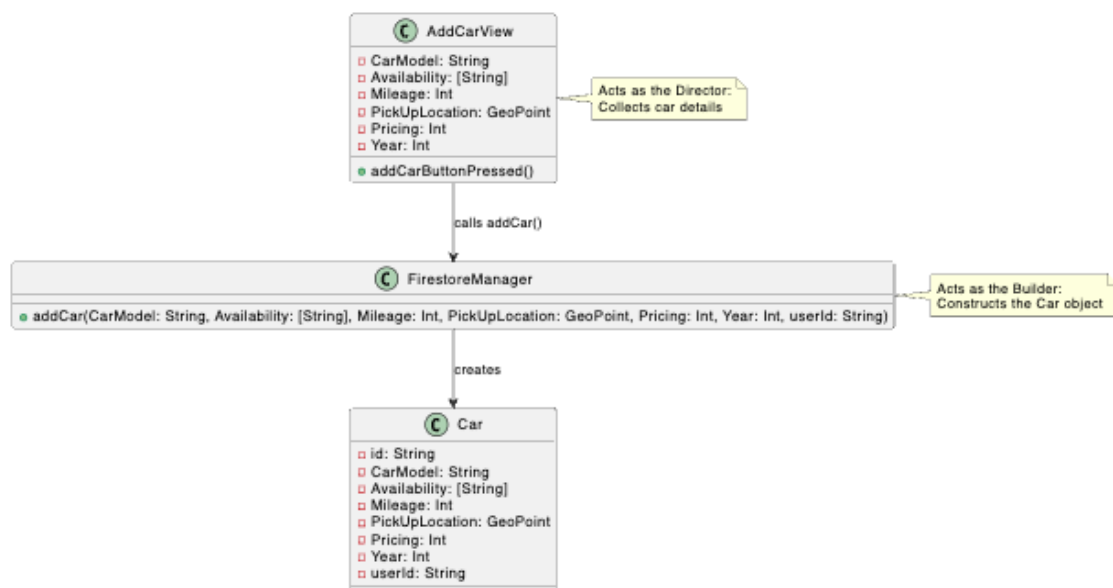 C AddCarView
CarModel: String
Availability: [String]
Mileage: Int
PickUpLocation: GeoPoint
Pricing: Int
Year: Int
addCarButtonPressed()
Acts as the Director:
Collects car details
calls addCar()
C FirestoreManager
addCar(CarModel: String, Availability: [String], Mileage: Int, PickUpLocation: GeoPoint, Pricing: Int, Year: Int, userId: String)
Acts as the Builder:
Constructs the Car object
creates
C Car
id: String
CarModel: String
Availability: [String]
Mileage: Int
PickUpLocation: GeoPoint
Pricing: Int
Year: Int
userId: String